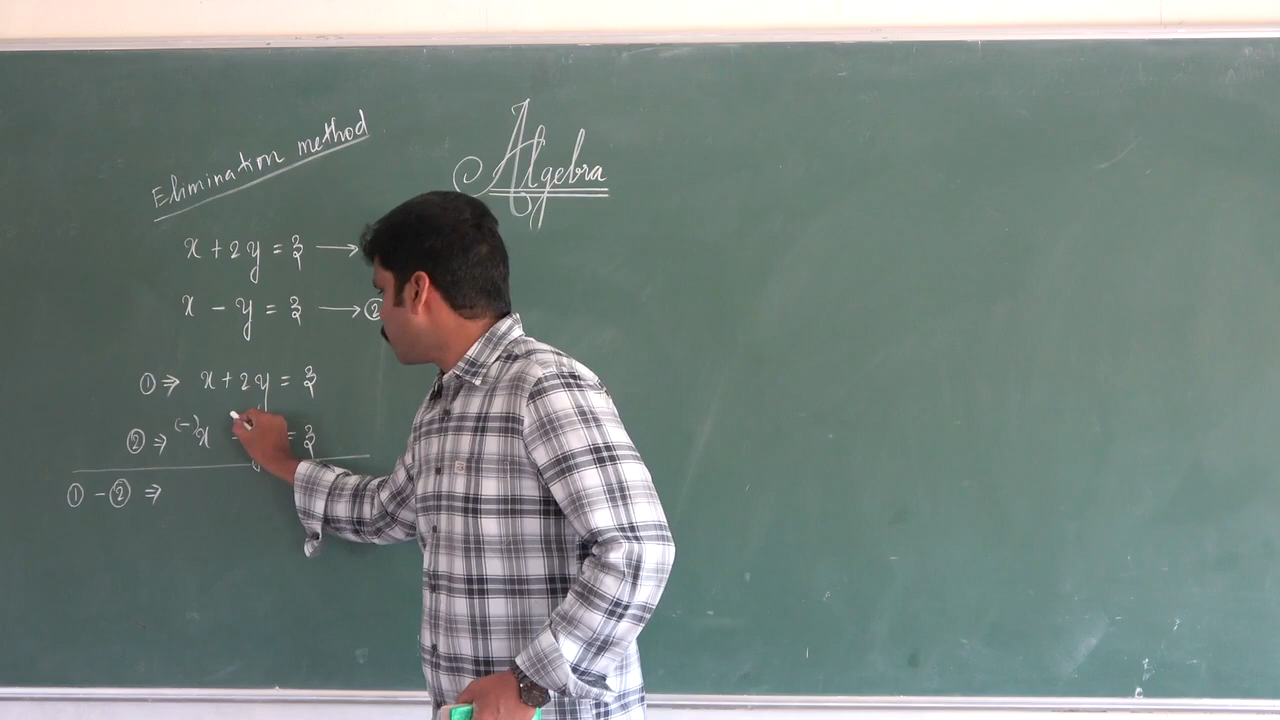 Elimination method
Algebra
x + 2y = 3 →
x - y = 3 → ②
① ⇒ x + 2y = 3
② ⇒ (-)x - = 3
① - ② ⇒